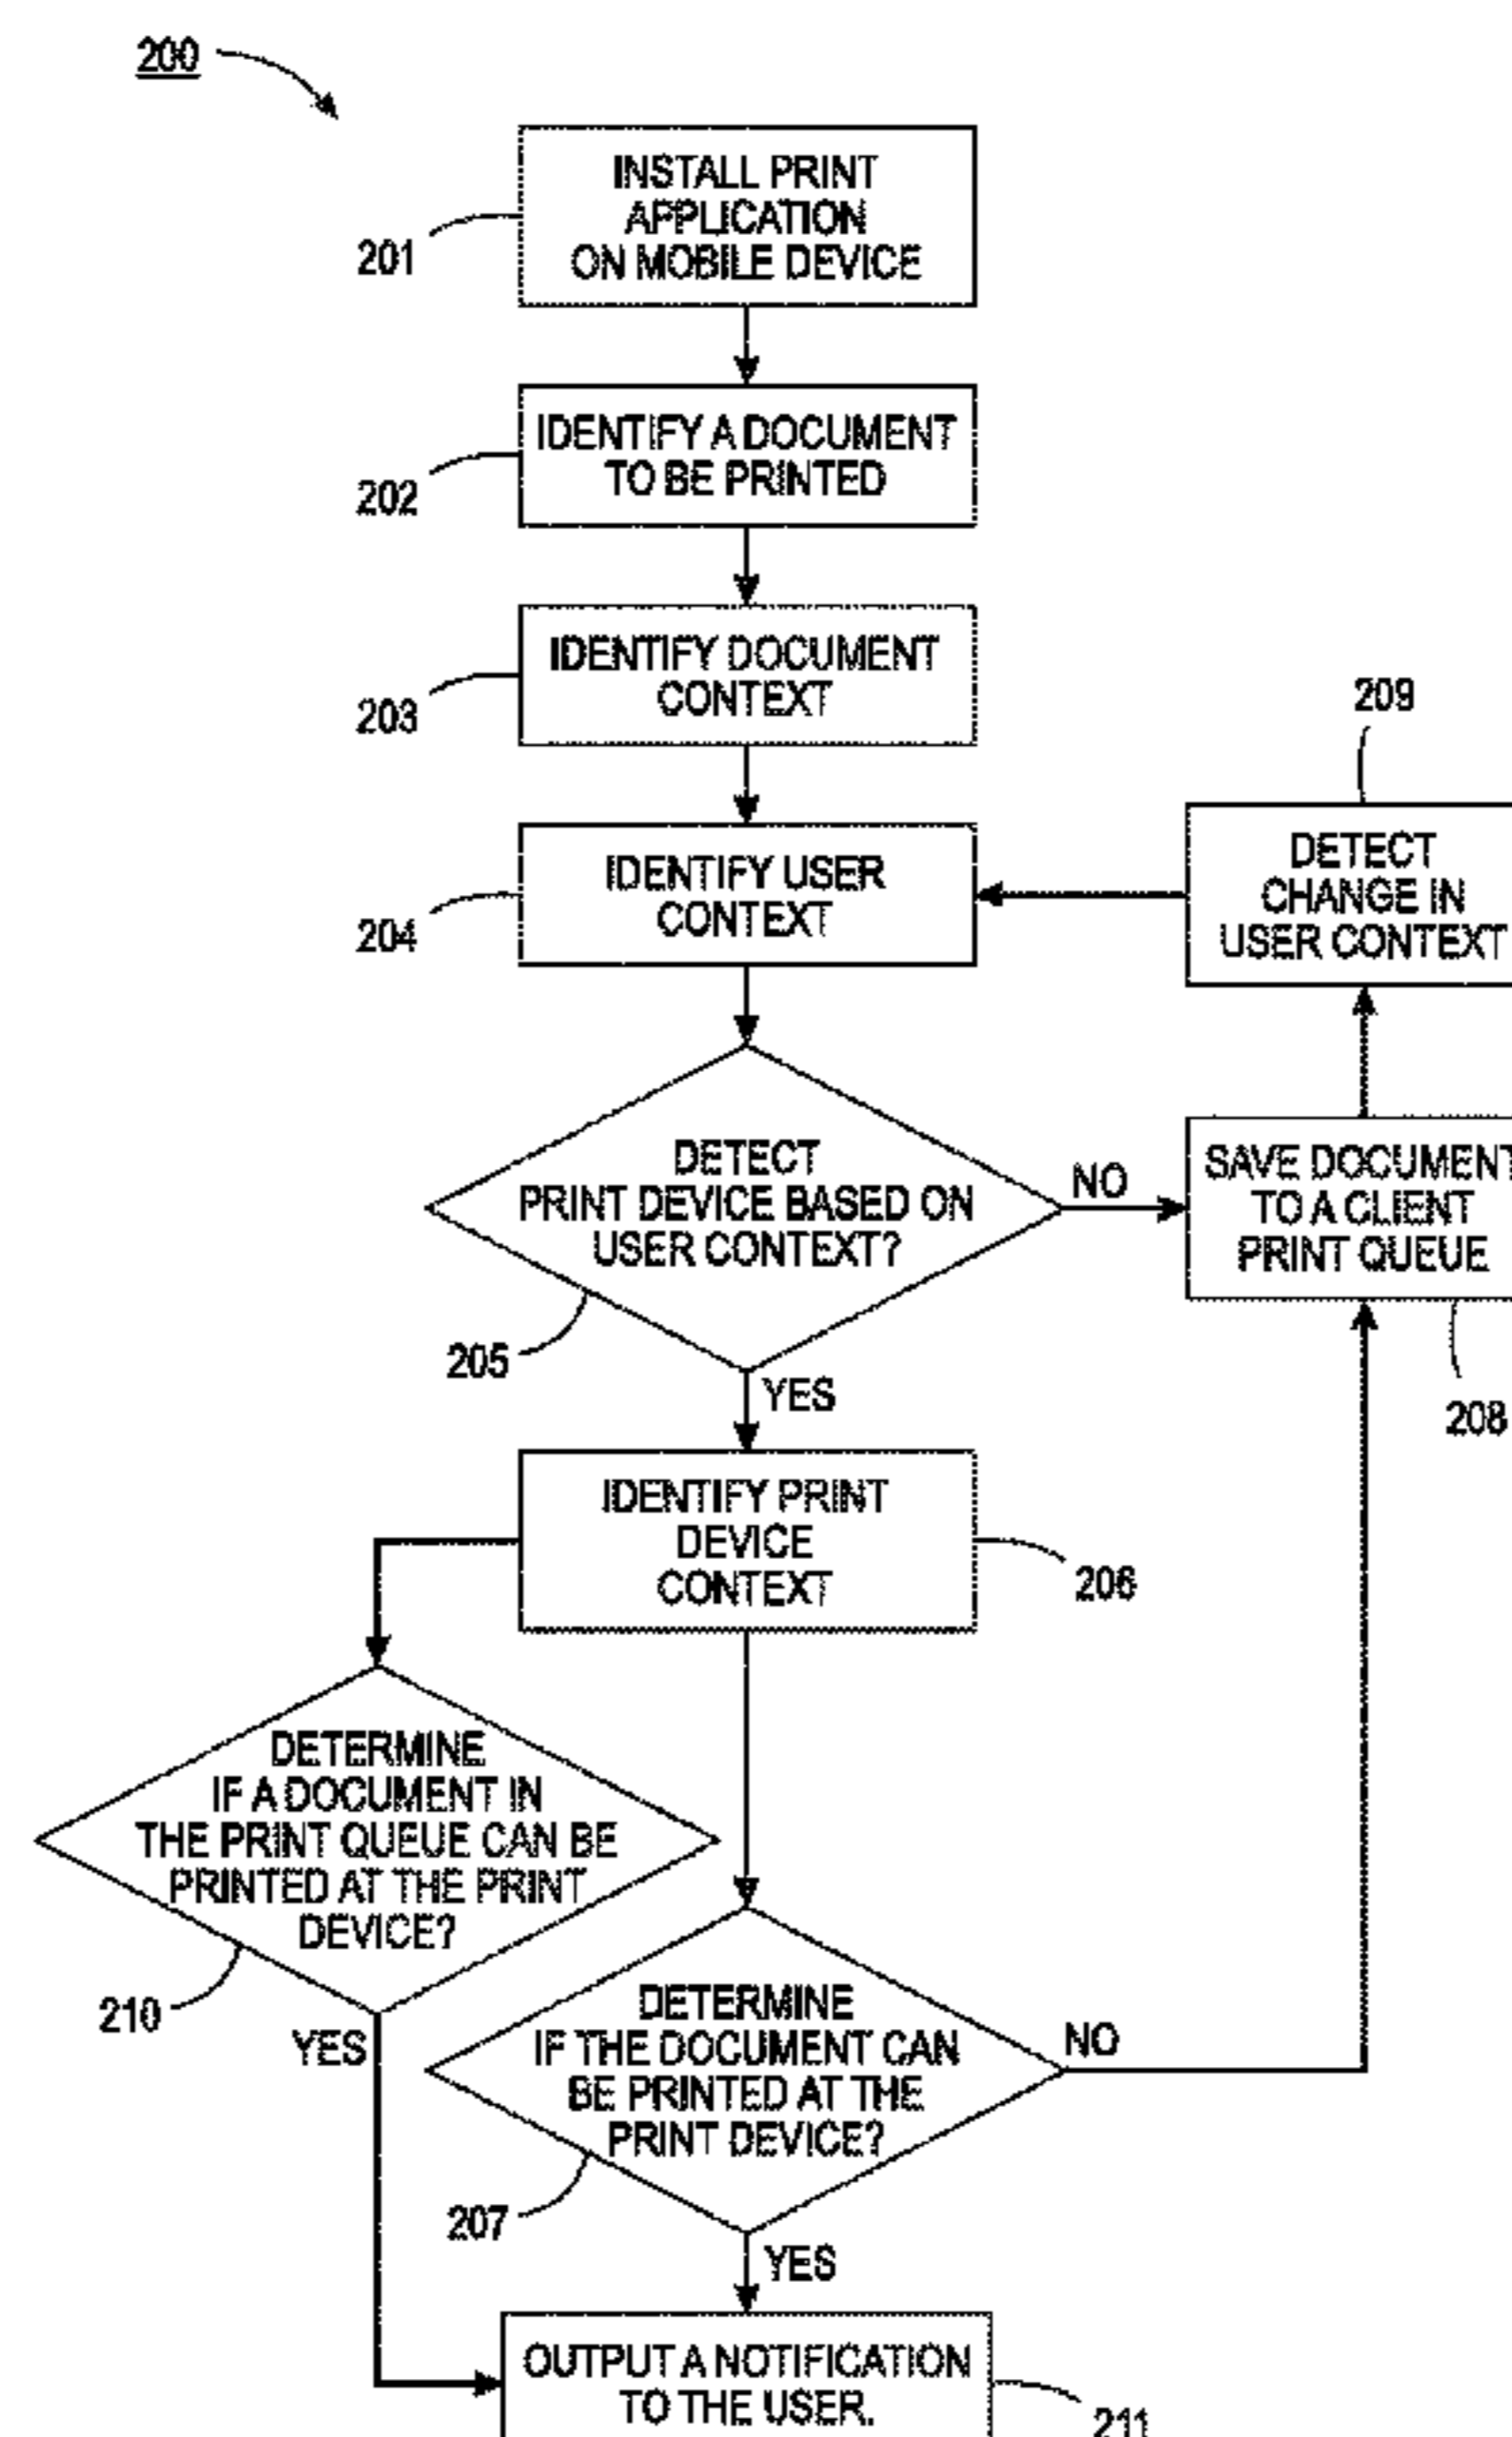 200
INSTALL PRINT
APPLICATION
ON MOBILE DEVICE
201
IDENTIFY A DOCUMENT
TO BE PRINTED
202
IDENTIFY DOCUMENT
CONTEXT
203
209
DETECT
CHANGE IN
USER CONTEXT
IDENTIFY USER
CONTEXT
204
DETECT
PRINT DEVICE BASED ON
USER CONTEXT?
205
NO
SAVE DOCUMENT
TO A CLIENT
PRINT QUEUE
208
YES
IDENTIFY PRINT
DEVICE
CONTEXT
206
DETERMINE
IF A DOCUMENT IN
THE PRINT QUEUE CAN BE
PRINTED AT THE PRINT
DEVICE?
210
YES
DETERMINE
IF THE DOCUMENT CAN
BE PRINTED AT THE
PRINT DEVICE?
207
NO
YES
OUTPUT A NOTIFICATION
TO THE USER.
211